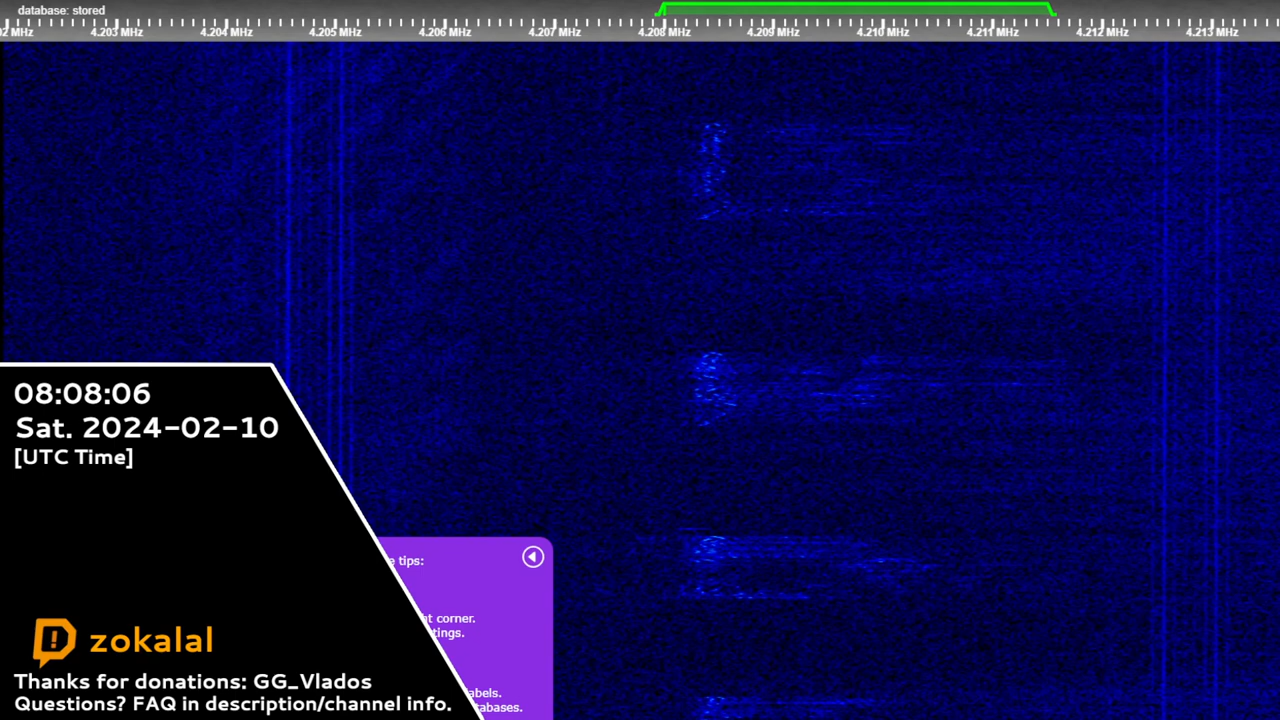 database: stored
02 MHz 4.203 MHz 4.204 MHz 4.205 MHz 4.206 MHz 4.207 MHz 4.208 MHz 4.209 MHz 4.210 MHz 4.211 MHz 4.212 MHz 4.213 MHz
08:08:06
Sat. 2024-02-10
[UTC Time]
e tips:
ht corner.
tings.
abels.
tabases.
zokalal
Thanks for donations: GG_Vlados
Questions? FAQ in description/channel info.